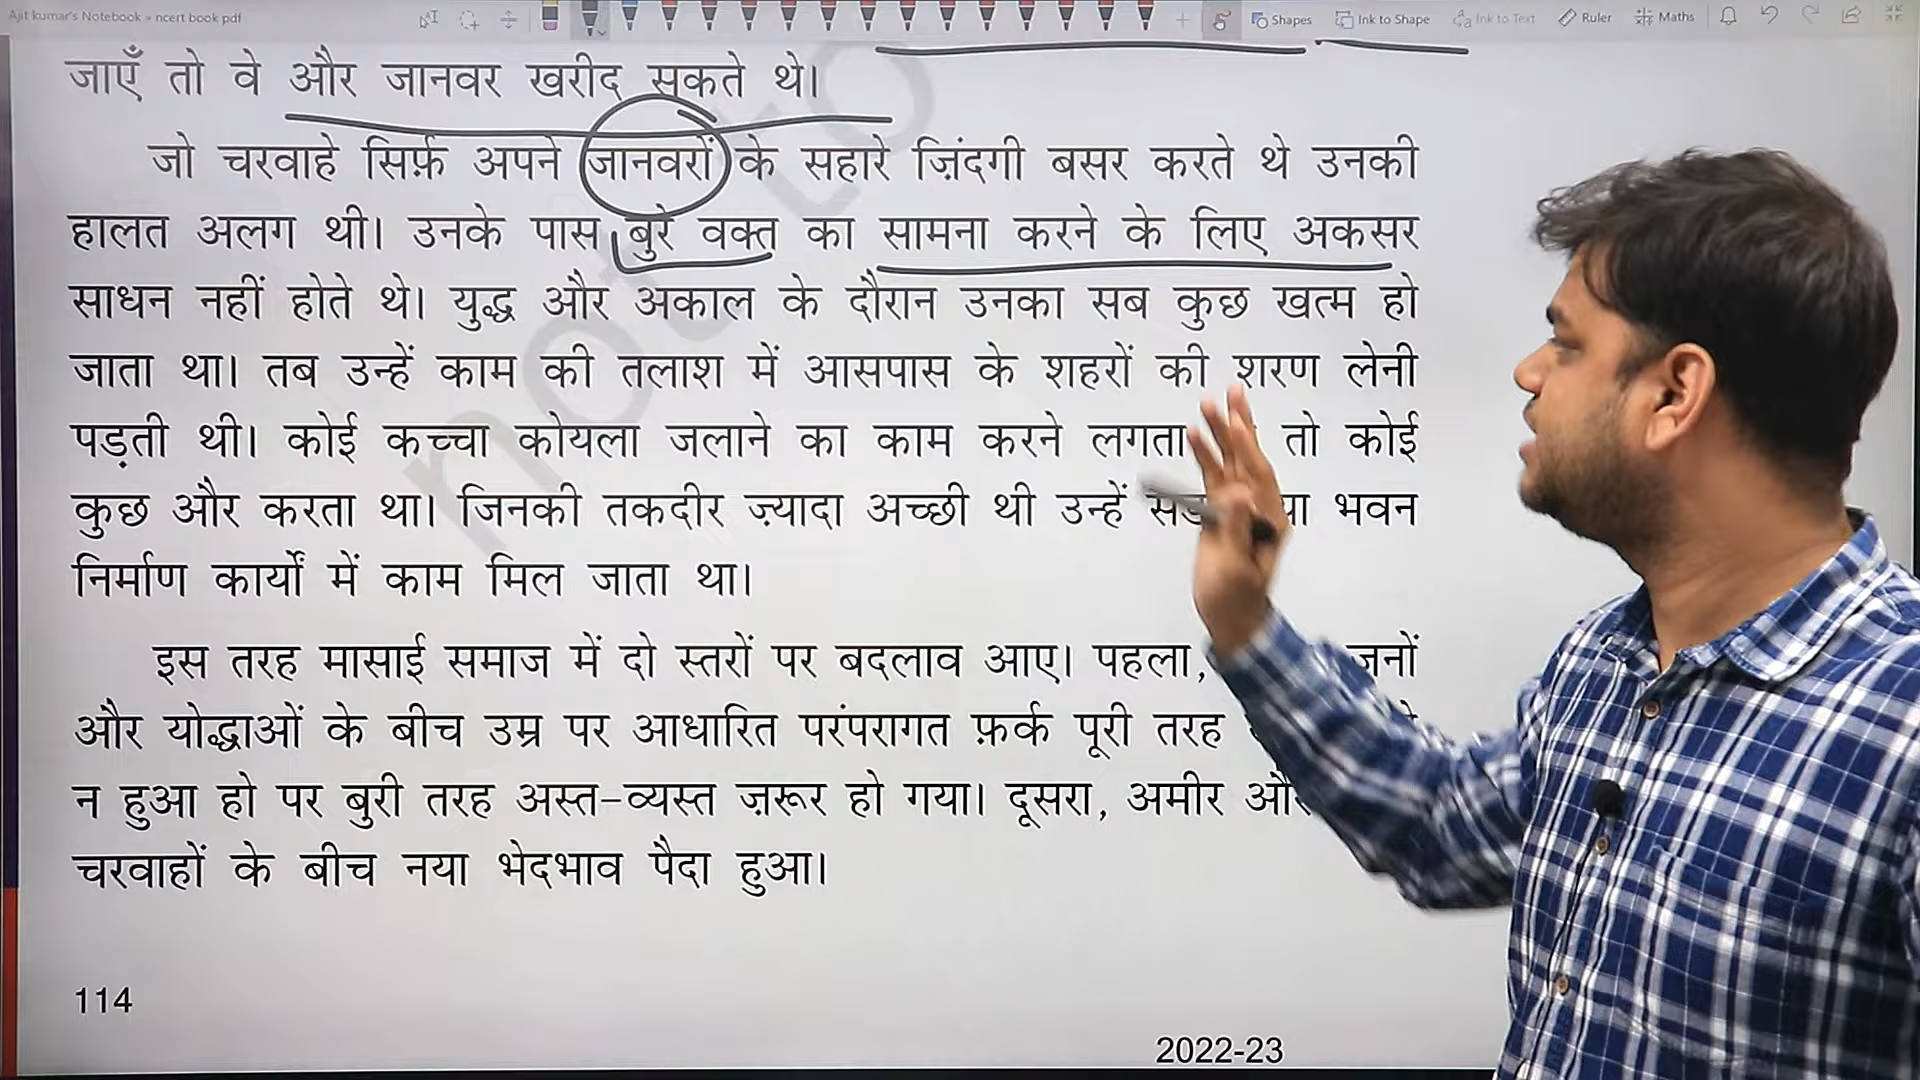 Ajit kumar's Notebook » ncert book pdf
Shapes Ink to Shape Ink to Text Ruler Maths
जाएँ तो वे और जानवर खरीद सकते थे।
जो चरवाहे सिर्फ़ अपने जानवरों के सहारे ज़िंदगी बसर करते थे उनकी
हालत अलग थी। उनके पास बुरे वक्त का सामना करने के लिए अकसर
साधन नहीं होते थे। युद्ध और अकाल के दौरान उनका सब कुछ खत्म हो
जाता था। तब उन्हें काम की तलाश में आसपास के शहरों की शरण लेनी
पड़ती थी। कोई कच्चा कोयला जलाने का काम करने लगता तो कोई
कुछ और करता था। जिनकी तकदीर ज़्यादा अच्छी थी उन्हें भवन
निर्माण कार्यों में काम मिल जाता था।
इस तरह मासाई समाज में दो स्तरों पर बदलाव आए। पहला, जनों
और योद्धाओं के बीच उम्र पर आधारित परंपरागत फ़र्क पूरी तरह
न हुआ हो पर बुरी तरह अस्त-व्यस्त ज़रूर हो गया। दूसरा, अमीर
चरवाहों के बीच नया भेदभाव पैदा हुआ।
114
2022-23
not to